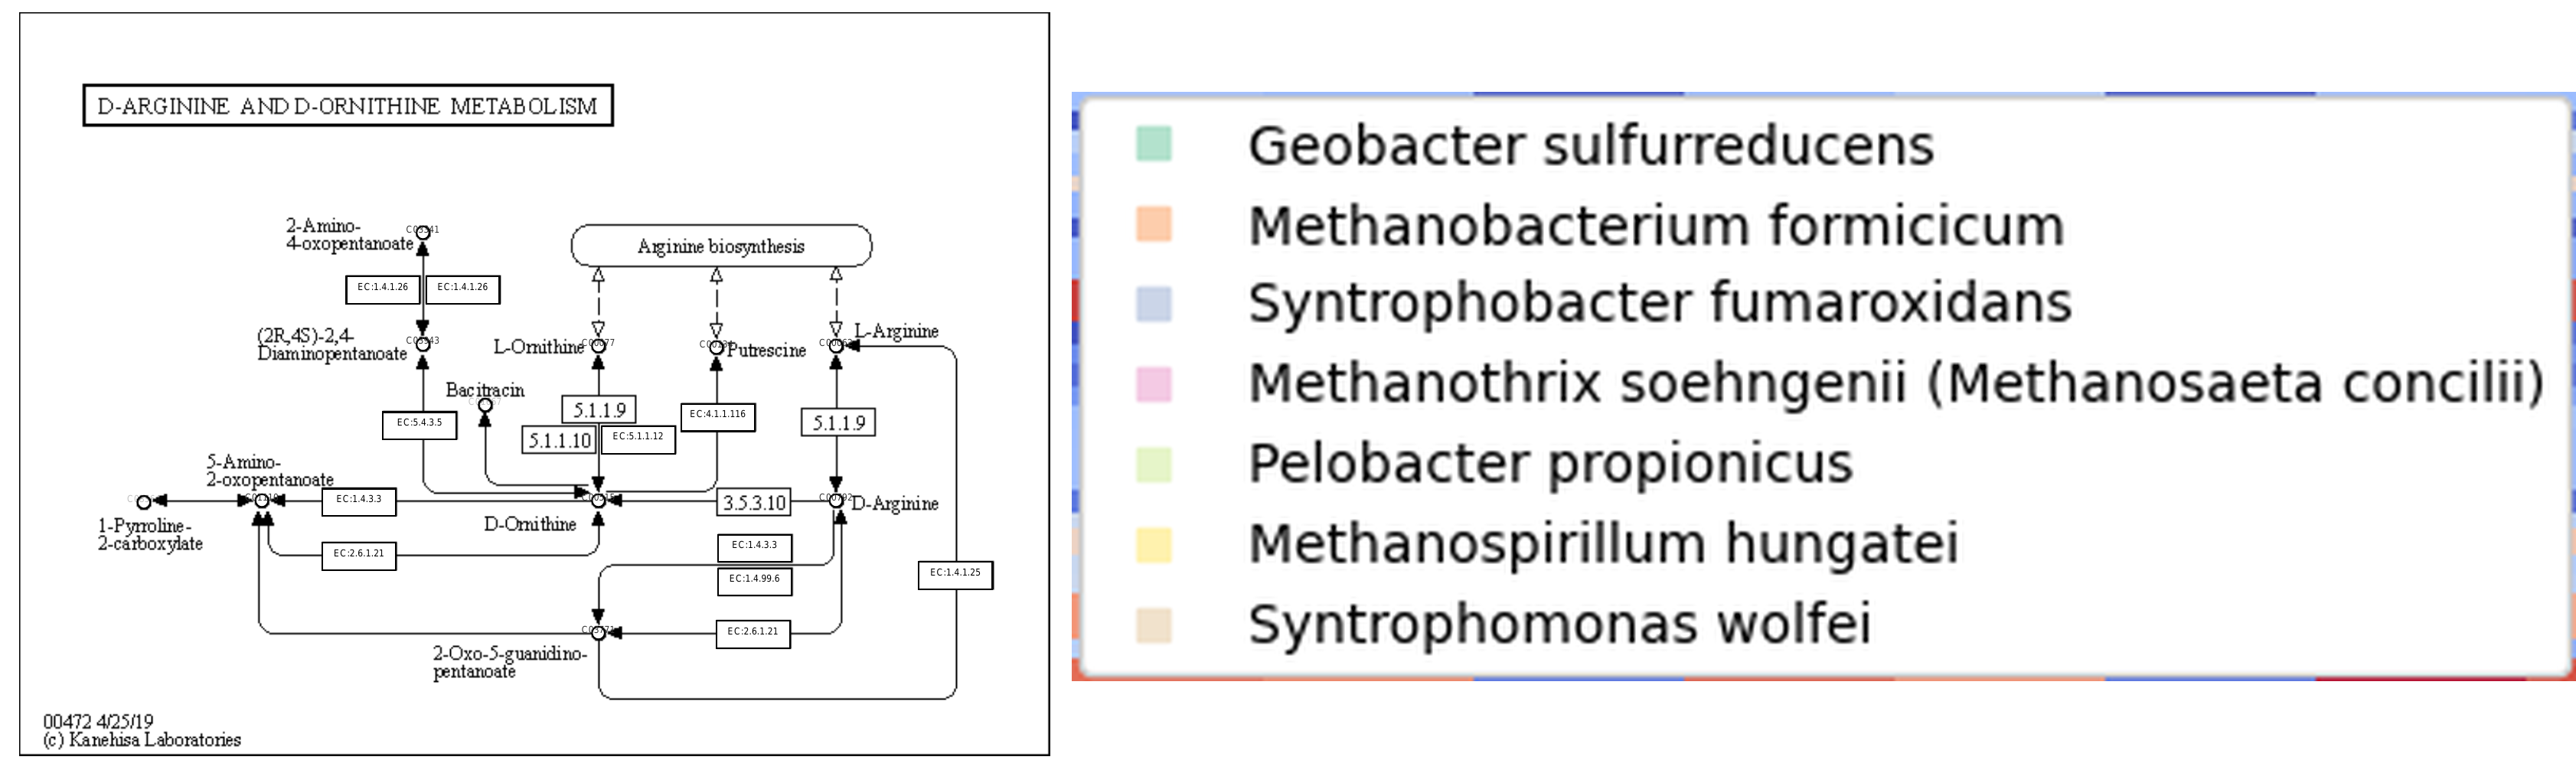 D-ARGININE AND D-ORNITHINE METABOLISM
2-Amino-
4-oxopentanoate
C03341
Arginine biosynthesis
EC:1.4.1.26
EC:1.4.1.26
(2R,4S)-2,4-
Diaminopentanoate
L-Ornithine
Putrescine
L-Arginine
Bacitracin
5.1.1.9
EC:4.1.1.116
5.1.1.9
EC:5.4.3.5
5.1.1.10
EC:5.1.1.12
5-Amino-
2-oxopentanoate
EC:1.4.3.3
3.5.3.10
D-Arginine
1-Pyrroline-
2-carboxylate
D-Ornithine
EC:2.6.1.21
EC:1.4.3.3
EC:1.4.99.6
EC:1.4.1.25
EC:2.6.1.21
2-Oxo-5-guanidino-
pentanoate
00472 4/25/19
(c) Kanehisa Laboratories
Geobacter sulfurreducens
Methanobacterium formicicum
Syntrophobacter fumaroxidans
Methanothrix soehngenii (Methanosaeta concilii)
Pelobacter propionicus
Methanospirillum hungatei
Syntrophomonas wolfei